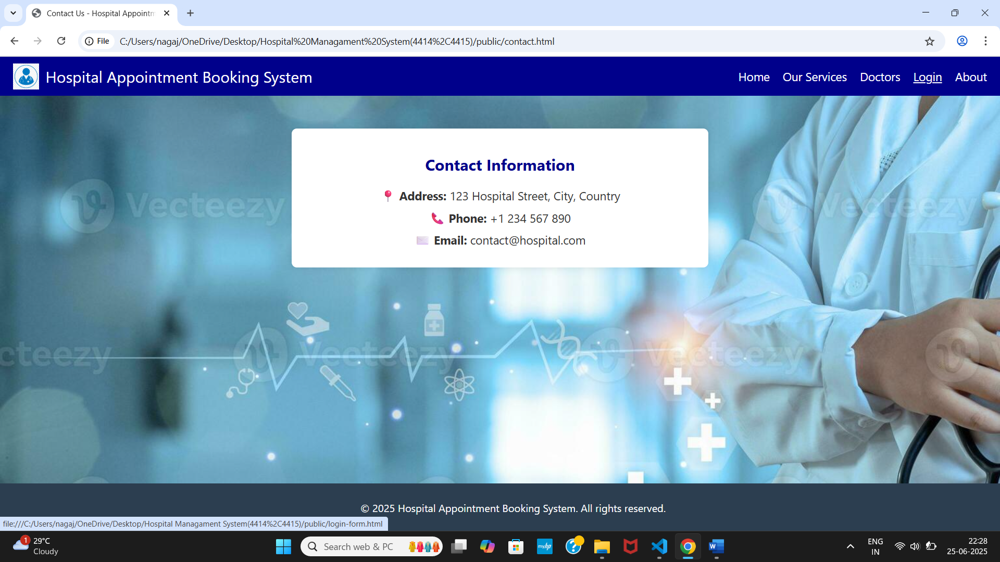 Contact Us - Hospital Appointm
File
C:/Users/nagaj/OneDrive/Desktop/Hospital%20Managament%20System(4414%2C4415)/public/contact.html
Hospital Appointment Booking System
Home
Our Services
Doctors
Login
About
Contact Information
Address: 123 Hospital Street, City, Country
Phone: +1 234 567 890
Email: contact@hospital.com
Vecteezy
Vecteezy
cteezy
Vecteezy
Vecteezy
© 2025 Hospital Appointment Booking System. All rights reserved.
file:///C:/Users/nagaj/OneDrive/Desktop/Hospital Managament System(4414%2C4415)/public/login-form.html
1
29°C
Cloudy
Search web & PC
myhp
W
ENG
IN
22:28
25-06-2025